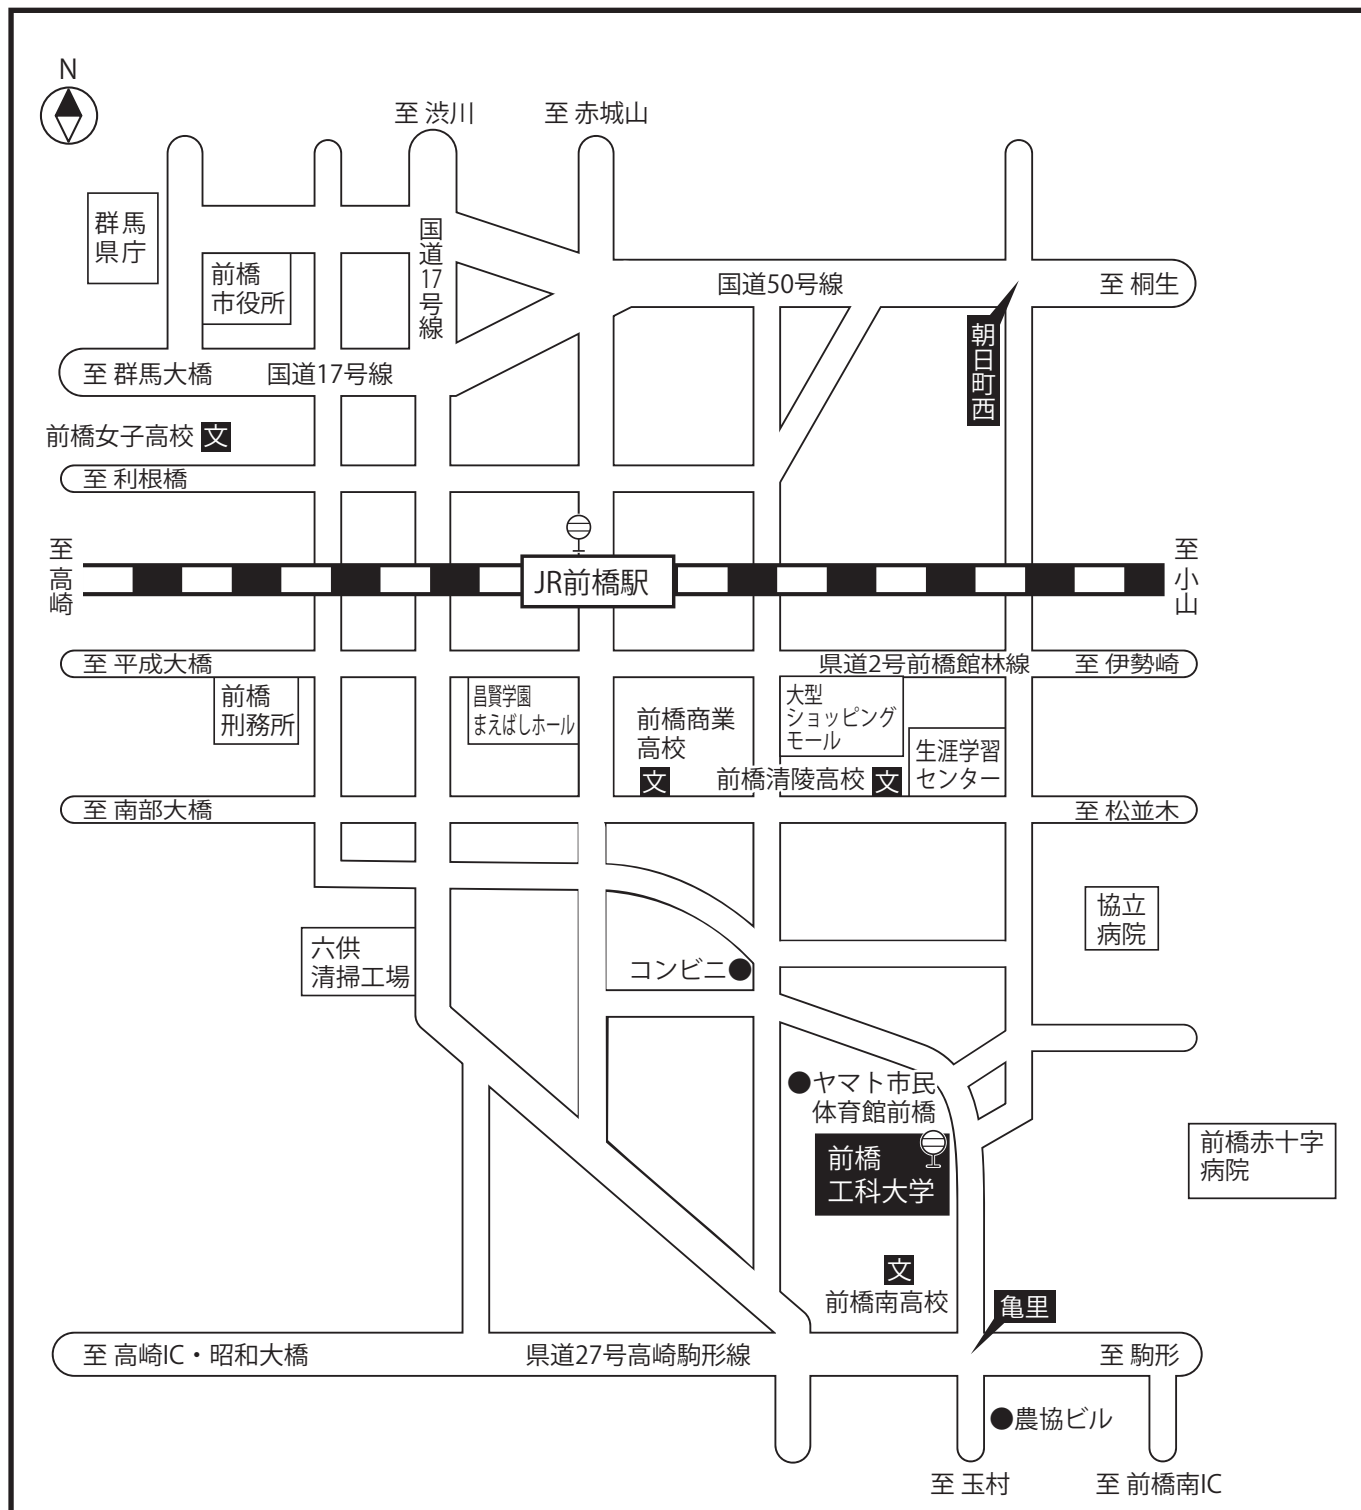 N
至 渋川
至 赤城山
群馬
県庁
前橋
市役所
国道17号線
国道50号線
至 桐生
朝日町西
至 群馬大橋
国道17号線
前橋女子高校 文
至 利根橋
至 高崎
JR前橋駅
至 小山
至 平成大橋
県道2号前橋館林線
至 伊勢崎
前橋
刑務所
昌賢学園
まえばしホール
前橋商業
高校
文
大型
ショッピング
モール
前橋清陵高校 文
生涯学習
センター
至 南部大橋
至 松並木
協立
病院
六供
清掃工場
コンビニ
ヤマト市民
体育館前橋
前橋
工科大学
前橋赤十字
病院
文
前橋南高校
亀里
至 高崎IC・昭和大橋
県道27号高崎駒形線
至 駒形
農協ビル
至 玉村
至 前橋南IC